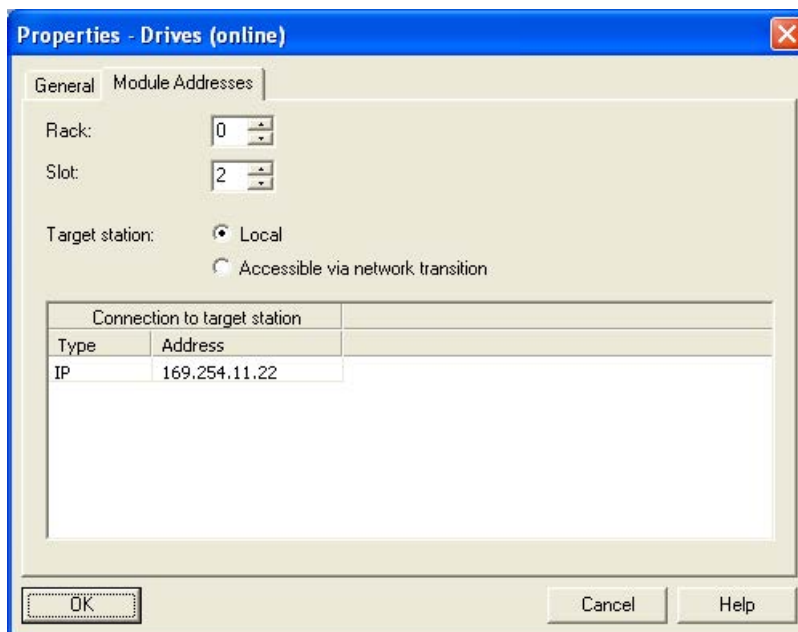 Properties - Drives (online)
General Module Addresses
Rack: 0
Slot: 2
Target station: Local
Accessible via network transition
Connection to target station
Type Address
IP 169.254.11.22
OK Cancel Help